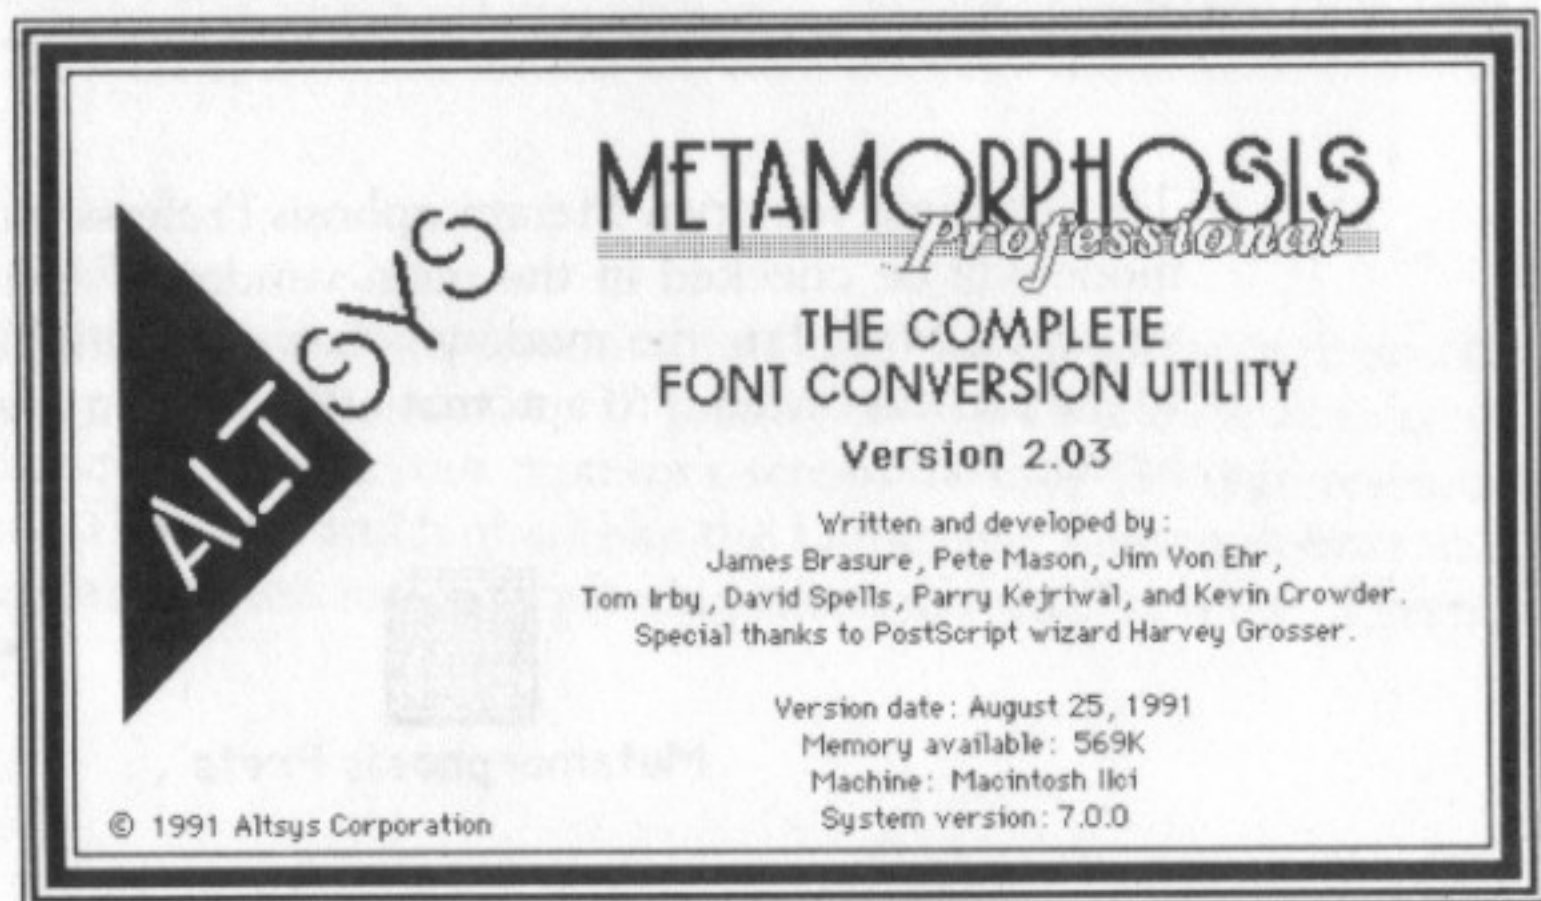 METAMORPHOSIS
Professional
THE COMPLETE
FONT CONVERSION UTILITY
Version 2.03
Written and developed by:
James Brasure, Pete Mason, Jim Von Ehr,
Tom Irby, David Spells, Parry Kejriwal, and Kevin Crowder.
Special thanks to PostScript wizard Harvey Grosser.
Version date: August 25, 1991
Memory available: 569K
Machine: Macintosh IIci
System version: 7.0.0
ALTSYS
© 1991 Altsys Corporation